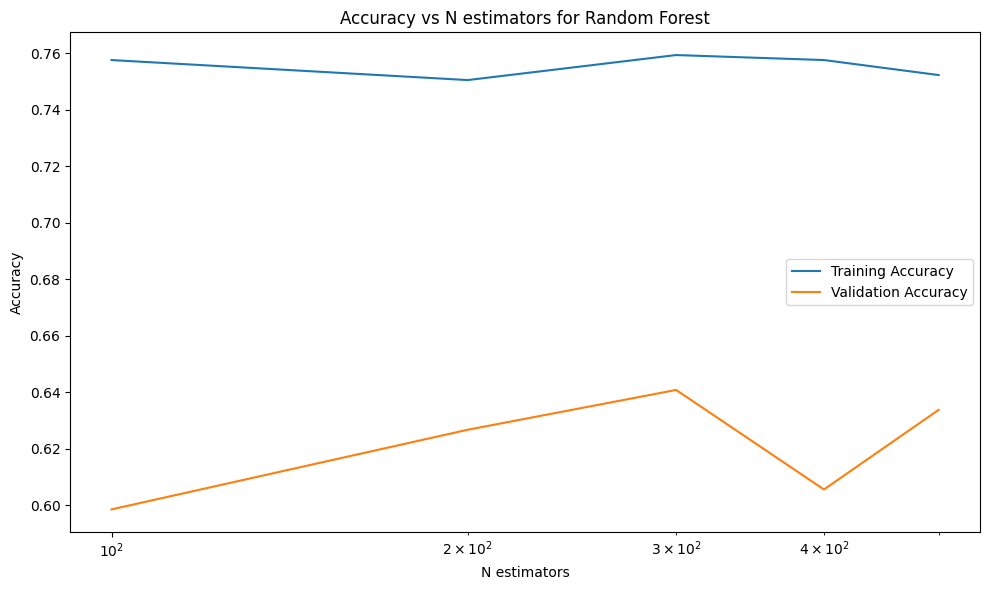 Accuracy vs N estimators for Random Forest
0.76
0.74
0.72
0.70
0.68
0.66
0.64
0.62
0.60
Accuracy
Training Accuracy
Validation Accuracy
10² 2 × 10² 3 × 10² 4 × 10²
N estimators